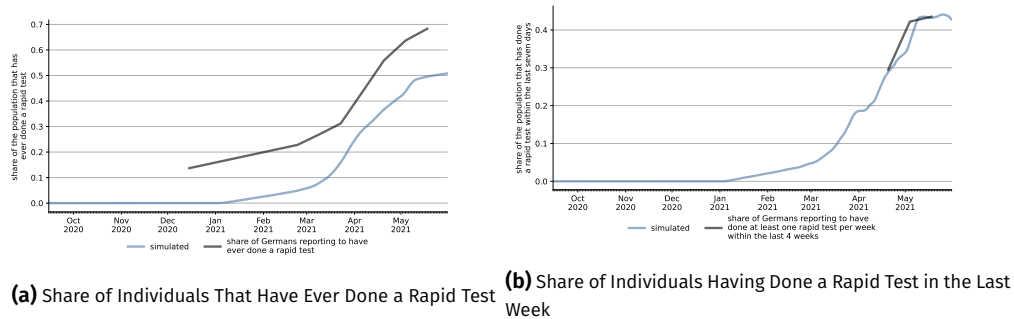 share of the population that has
ever done a rapid test
0.7
0.6
0.5
0.4
0.3
0.2
0.1
0.0
Oct
2020
Nov
2020
Dec
2020
Jan
2021
Feb
2021
Mar
2021
Apr
2021
May
2021
simulated
share of Germans reporting to have
ever done a rapid test
(a) Share of Individuals That Have Ever Done a Rapid Test
share of the population that has done
a rapid test within the last seven days
0.4
0.3
0.2
0.1
0.0
Oct
2020
Nov
2020
Dec
2020
Jan
2021
Feb
2021
Mar
2021
Apr
2021
May
2021
simulated
share of Germans reporting to have
done at least one rapid test per week
within the last 4 weeks
(b) Share of Individuals Having Done a Rapid Test in the Last
Week